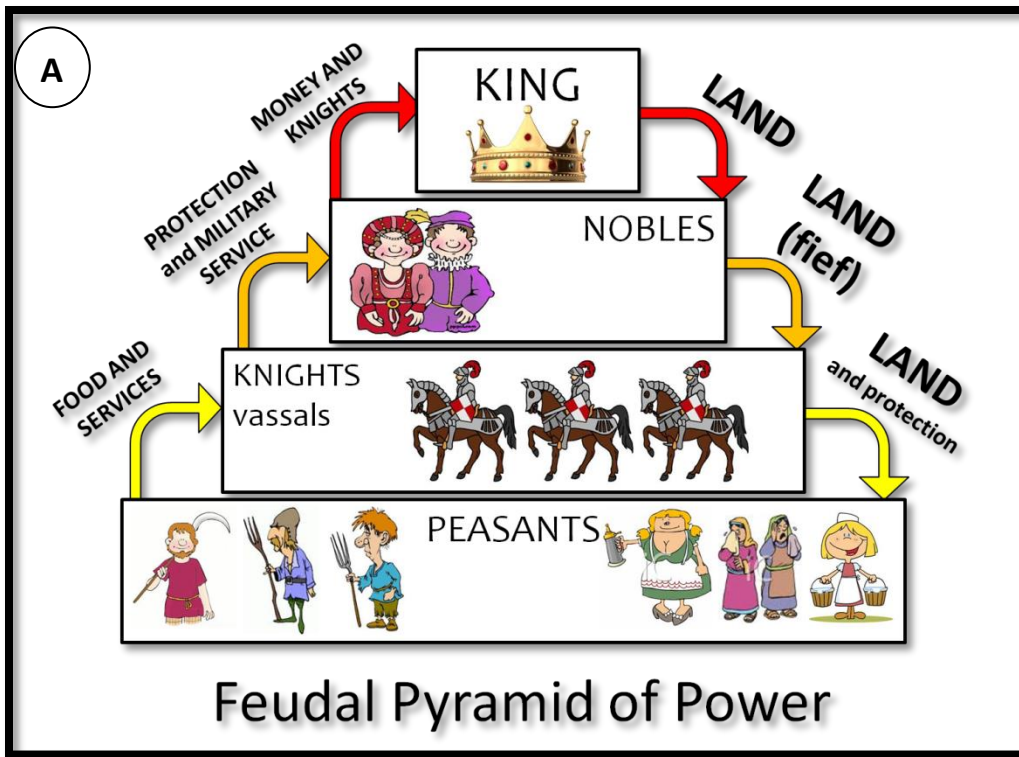 A
MONEY AND
KNIGHTS
KING
LAND
PROTECTION
and MILITARY
SERVICE
NOBLES
LAND
(fief)
FOOD AND
SERVICES
KNIGHTS
vassals
LAND
and protection
PEASANTS
Feudal Pyramid of Power